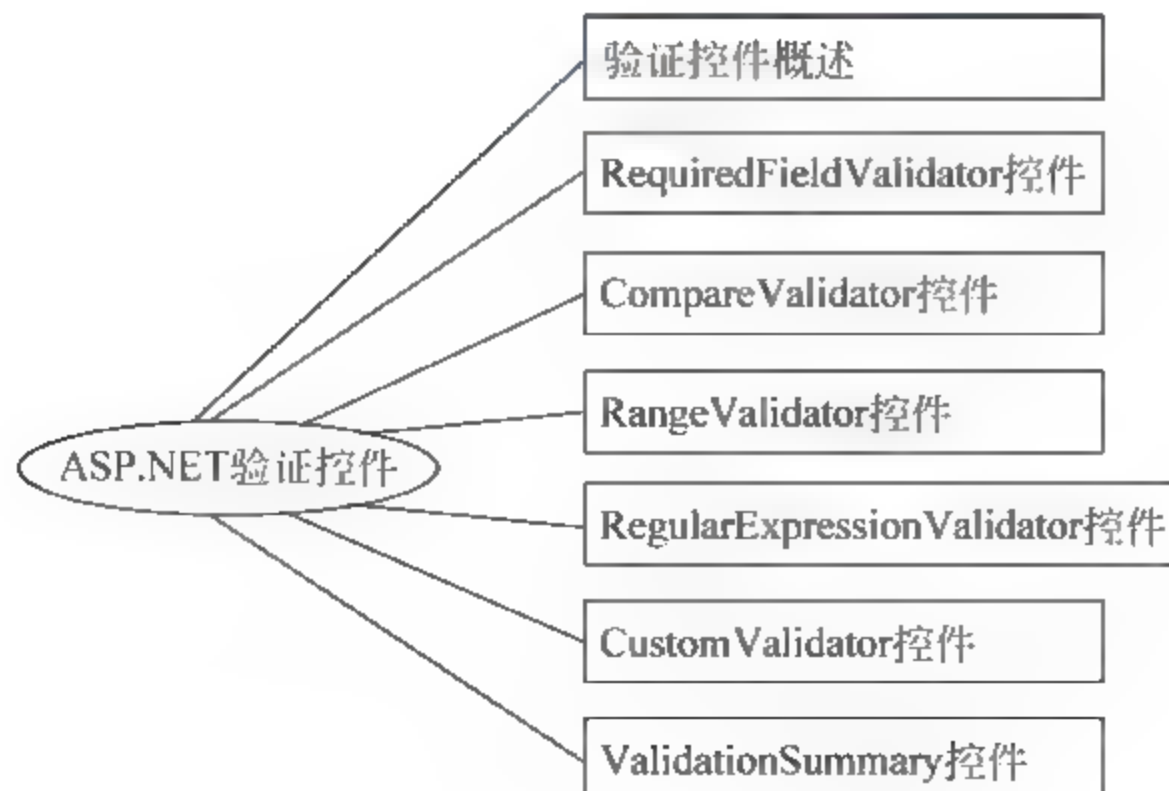 验证控件概述
RequiredFieldValidator控件
CompareValidator控件
RangeValidator控件
ASP.NET验证控件
RegularExpressionValidator控件
CustomValidator控件
ValidationSummary控件